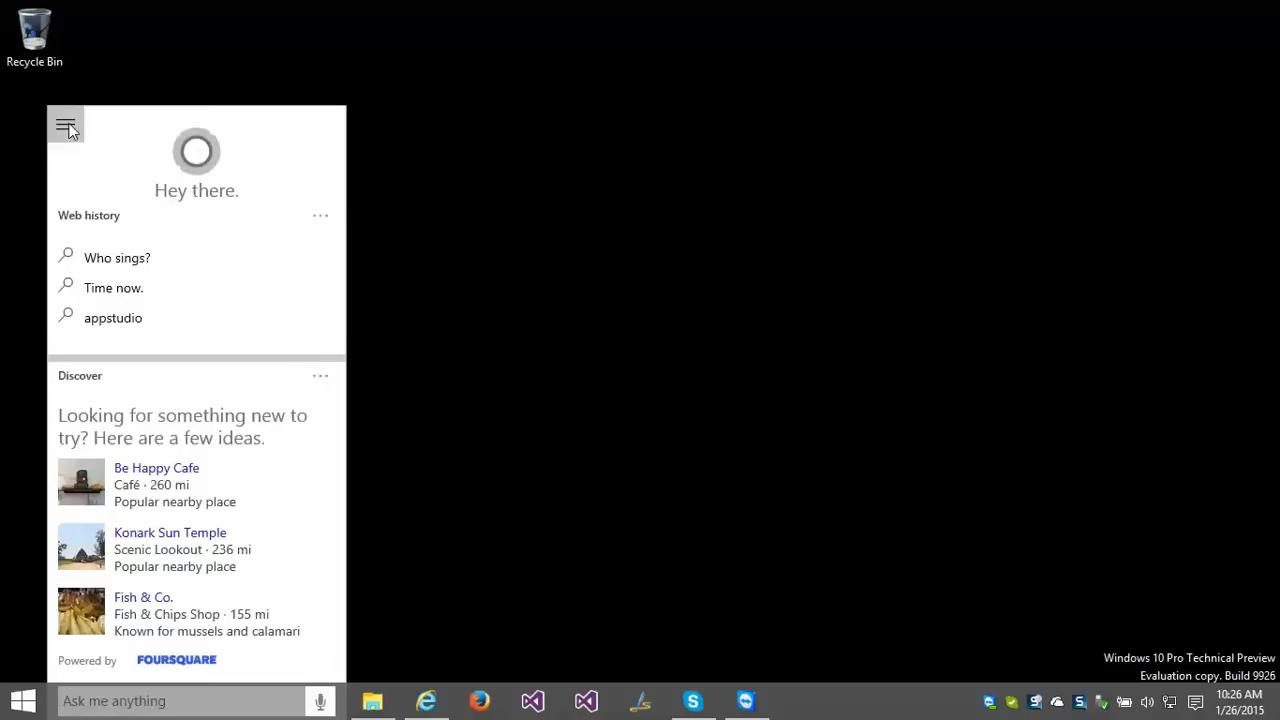 Recycle Bin
Hey there.
Web history
Who sings?
Time now.
appstudio
Discover
Looking for something new to
try? Here are a few ideas.
Be Happy Cafe
Café · 260 mi
Popular nearby place
Konark Sun Temple
Scenic Lookout · 236 mi
Popular nearby place
Fish & Co.
Fish & Chips Shop · 155 mi
Known for mussels and calamari
Powered by FOURSQUARE
Windows 10 Pro Technical Preview
Evaluation copy. Build 9926
Ask me anything
10:26 AM
1/26/2015